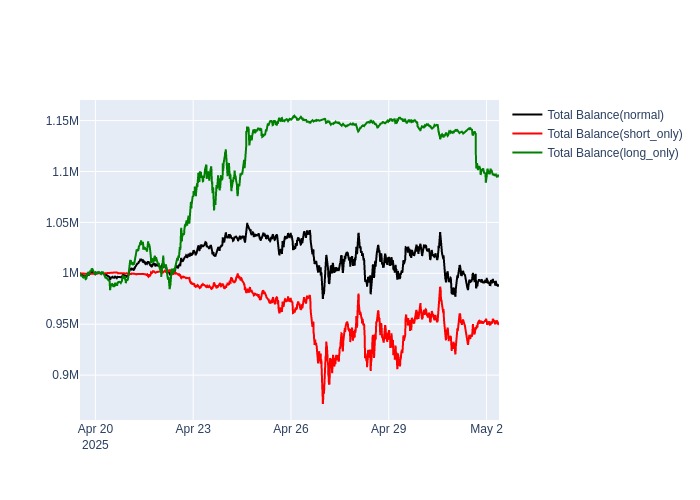 1.15M
1.1M
1.05M
1M
0.95M
0.9M
Apr 20
2025
Apr 23
Apr 26
Apr 29
May 2
Total Balance(normal)
Total Balance(short_only)
Total Balance(long_only)